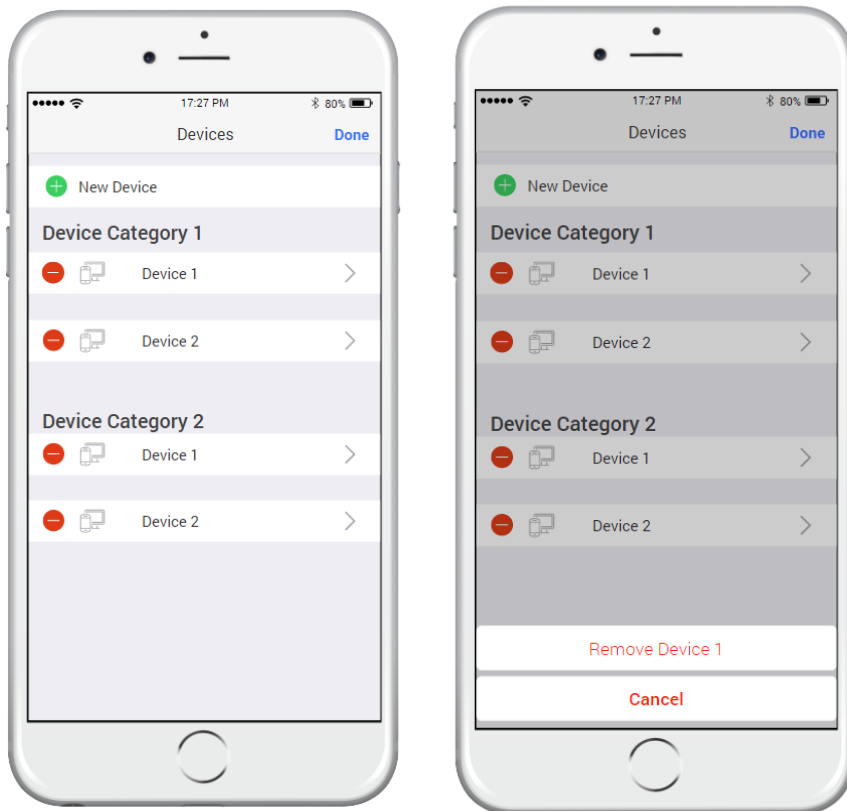 17:27 PM
80%
Devices
Done
New Device
Device Category 1
Device 1
Device 2
Device Category 2
Device 1
Device 2
17:27 PM
80%
Devices
Done
New Device
Device Category 1
Device 1
Device 2
Device Category 2
Device 1
Device 2
Remove Device 1
Cancel